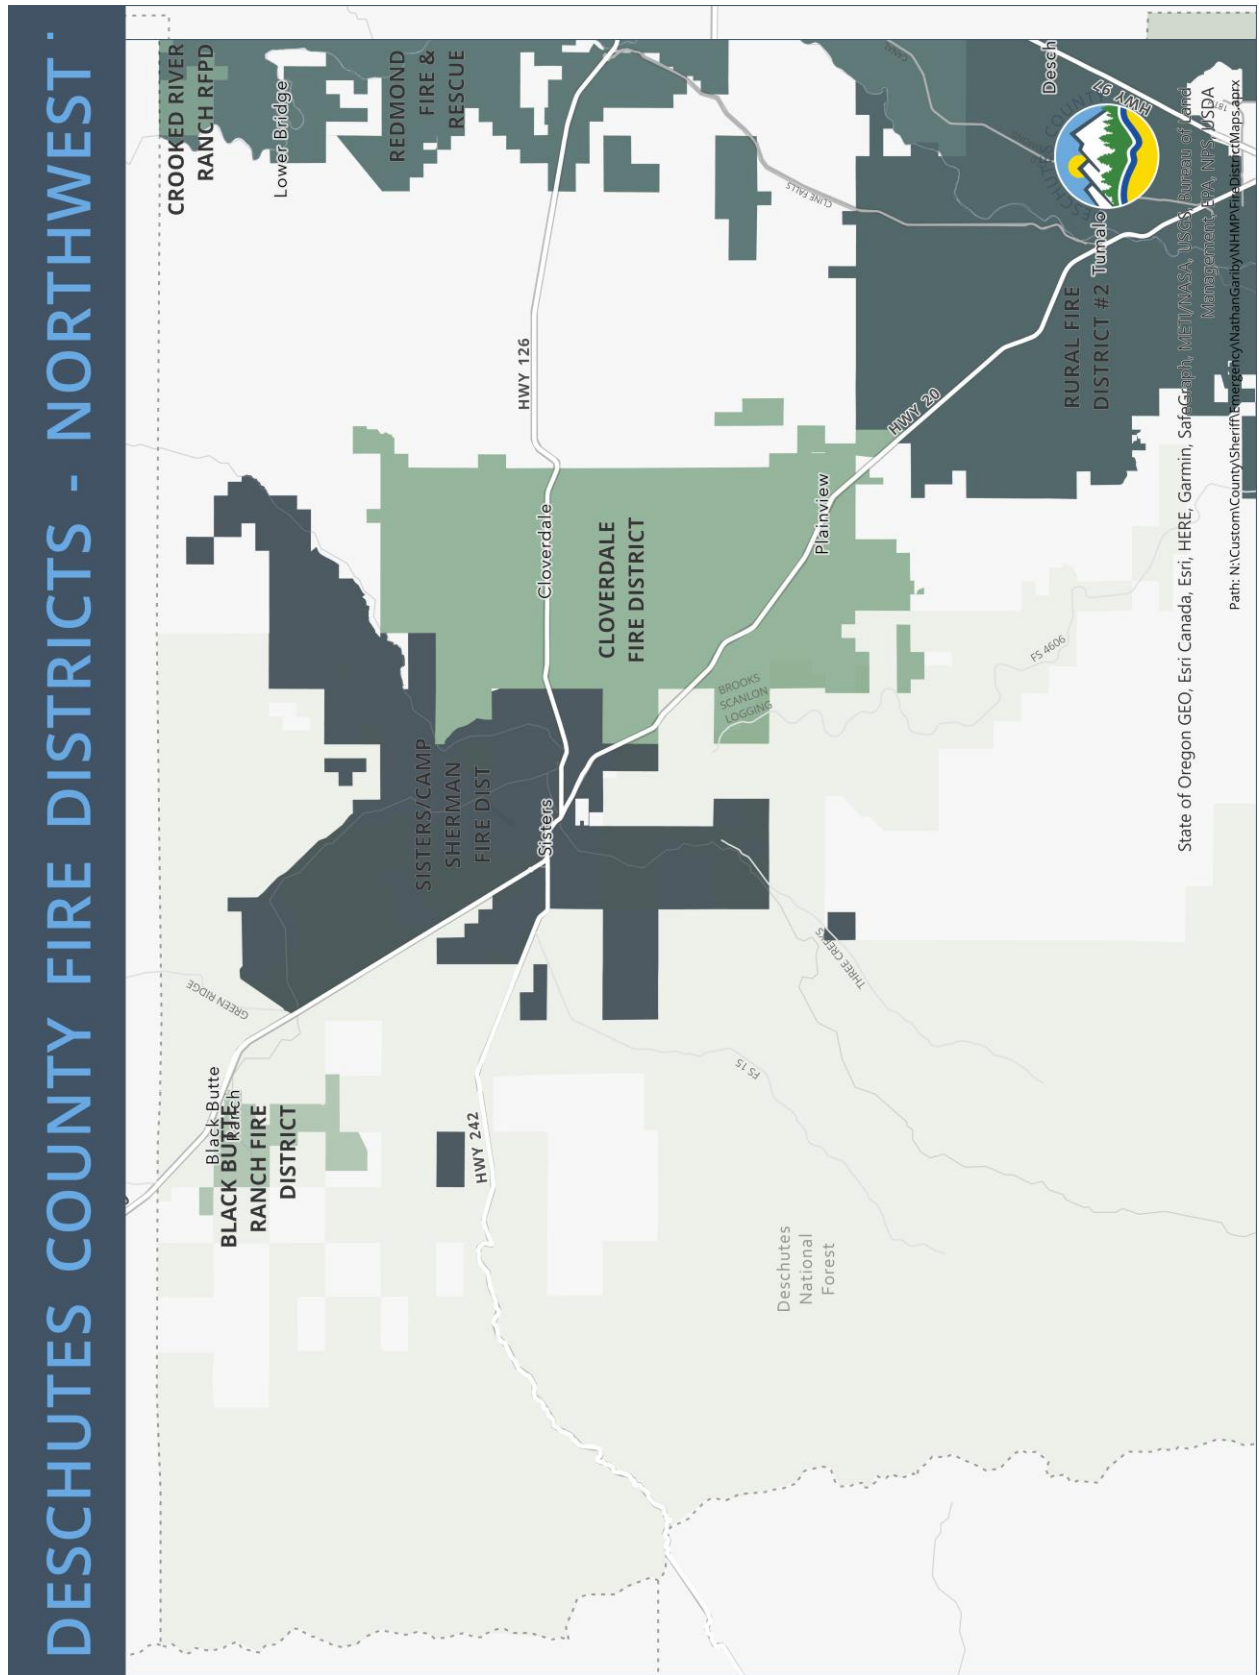 DESCHUTES COUNTY FIRE DISTRICTS - NORTHWEST
GREEN RIDGE
Black Butte
Ranch
BLACK BUTTE
RANCH FIRE
DISTRICT
HWY 242
FS 15
Deschutes
National
Forest
SISTERS/CAMP
SHERMAN
FIRE DIST
Sisters
THREE CREEKS
Cloverdale
CLOVERDALE
FIRE DISTRICT
BROOKS
SCANLON
LOGGING
Plainview
FS 4606
HWY 126
HWY 20
CROOKED RIVER
RANCH RFPD
Lower Bridge
REDMOND
FIRE &
RESCUE
CLINE FALLS
RURAL FIRE
DISTRICT #2
Tumalo
Desch
HWY 97
DESCHUTES COUNTY
State of Oregon GEO, Esri Canada, Esri, HERE, Garmin, SafeGraph, METI/NASA, USGS, Bureau of Land
Management, EPA, NPS, USDA
Path: N:\Custom\County\Sheriff\Emergency\NathanGariby\NHMP\FireDistrictMaps.aprx